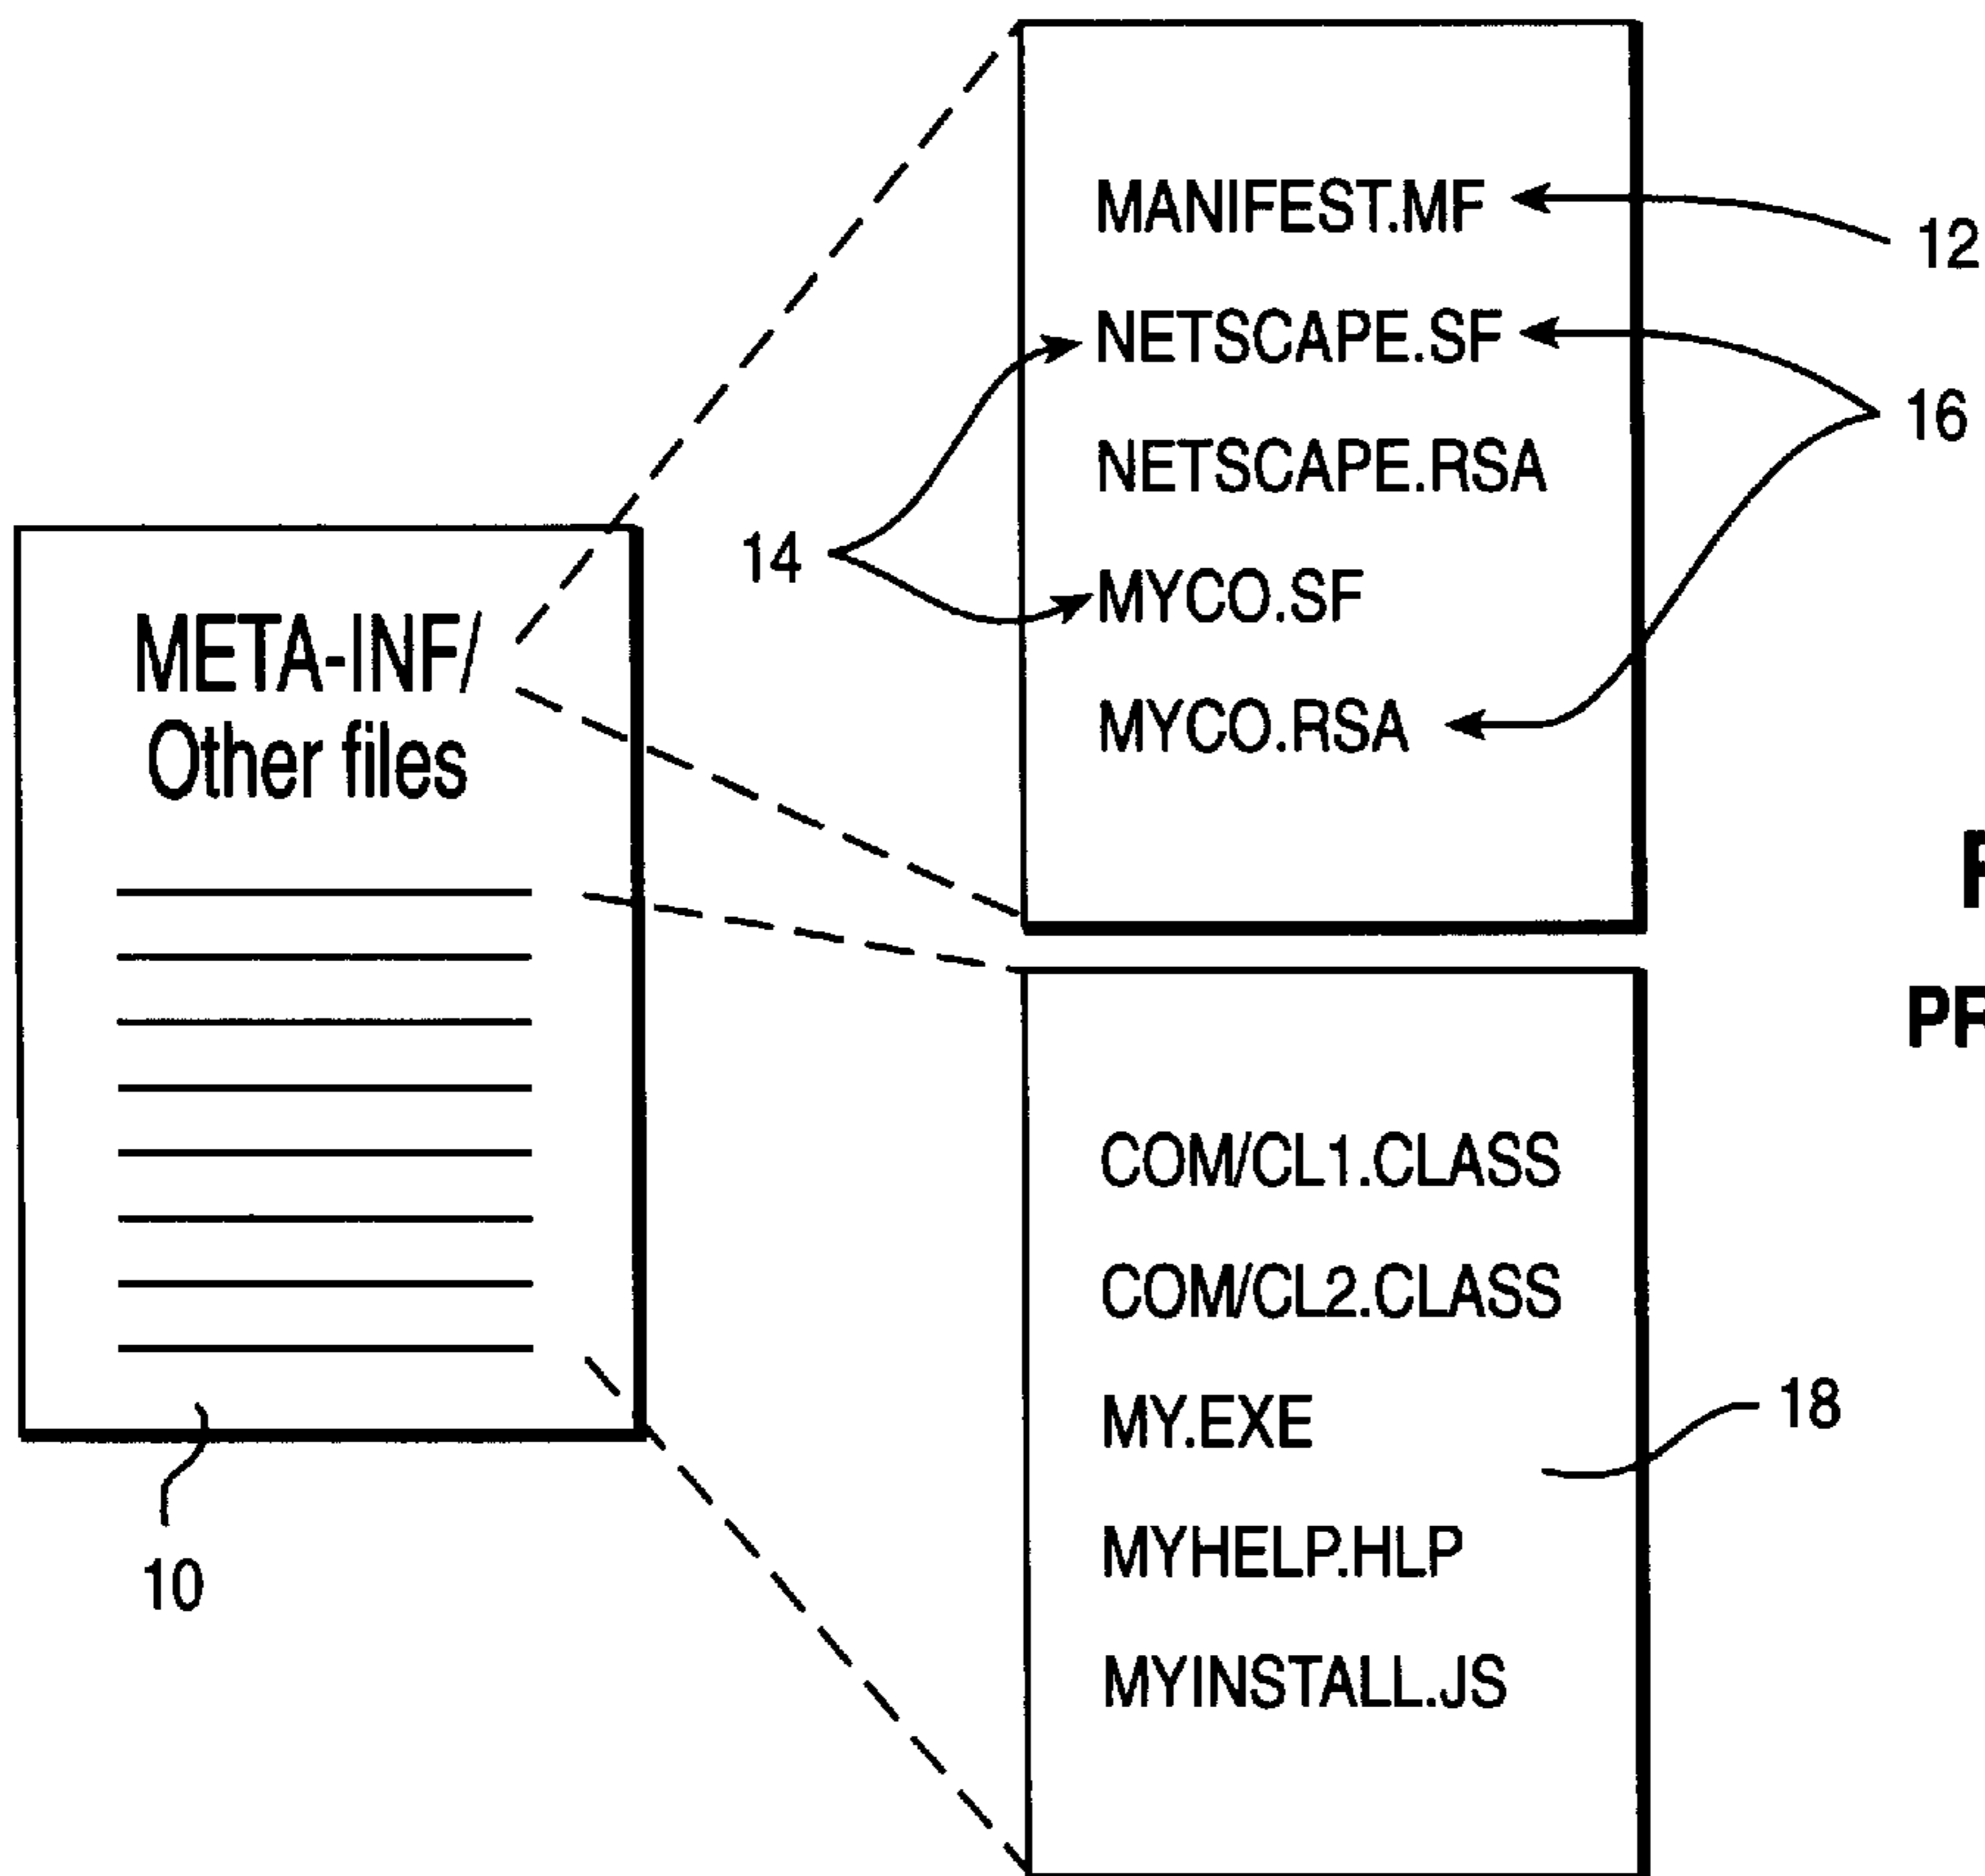 META-INF/
Other files
10
MANIFEST.MF
NETSCAPE.SF
NETSCAPE.RSA
MYCO.SF
MYCO.RSA
12
14
16
COM/CL1.CLASS
COM/CL2.CLASS
MY.EXE
MYHELP.HLP
MYINSTALL.JS
18